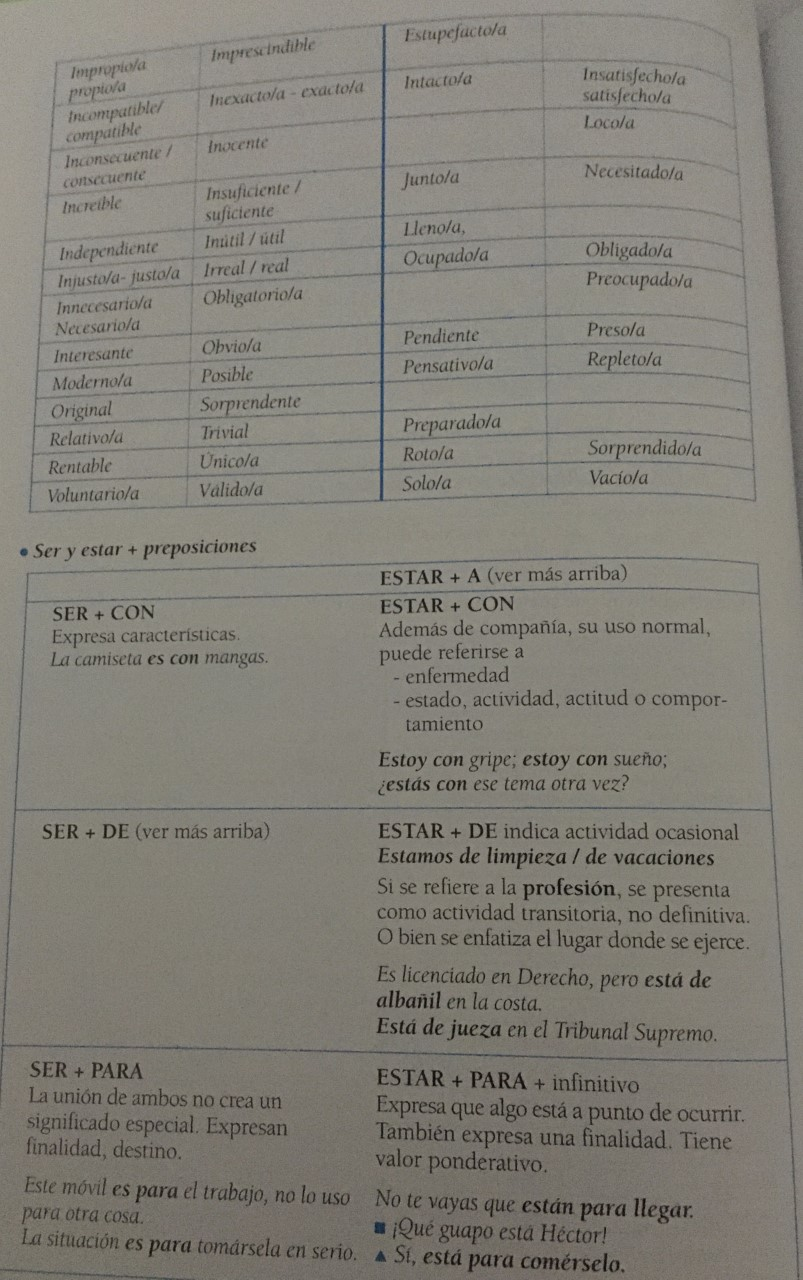 Impropio/a Imprescindible Estupefacto/a
propio/a
Incompatible/ Inexacto/a - exacto/a Intacto/a Insatisfecho/a
compatible satisfecho/a
Inconsecuente / Inocente Loco/a
consecuente
Increíble Insuficiente / Junto/a Necesitado/a
suficiente
Independiente Inútil / útil Lleno/a,
Injusto/a- justo/a Irreal / real Ocupado/a Obligado/a
Innecesario/a Obligatorio/a Preocupado/a
Necesario/a
Interesante Obvio/a Pendiente Preso/a
Moderno/a Posible Pensativo/a Repleto/a
Original Sorprendente
Relativo/a Trivial Preparado/a
Rentable Único/a Roto/a Sorprendido/a
Voluntario/a Válido/a Solo/a Vacío/a
• Ser y estar + preposiciones
ESTAR + A (ver más arriba)
SER + CON
Expresa características.
La camiseta es con mangas.
ESTAR + CON
Además de compañía, su uso normal,
puede referirse a
- enfermedad
- estado, actividad, actitud o compor-
tamiento
Estoy con gripe; estoy con sueño;
¿estás con ese tema otra vez?
SER + DE (ver más arriba)
ESTAR + DE indica actividad ocasional
Estamos de limpieza / de vacaciones
Si se refiere a la profesión, se presenta
como actividad transitoria, no definitiva.
O bien se enfatiza el lugar donde se ejerce.
Es licenciado en Derecho, pero está de
albañil en la costa.
Está de jueza en el Tribunal Supremo.
SER + PARA
La unión de ambos no crea un
significado especial. Expresan
finalidad, destino.
Este móvil es para el trabajo, no lo uso
para otra cosa.
La situación es para tomársela en serio.
ESTAR + PARA + infinitivo
Expresa que algo está a punto de ocurrir.
También expresa una finalidad. Tiene
valor ponderativo.
No te vayas que están para llegar.
■ ¡Qué guapo está Héctor!
▲ Sí, está para comérselo.